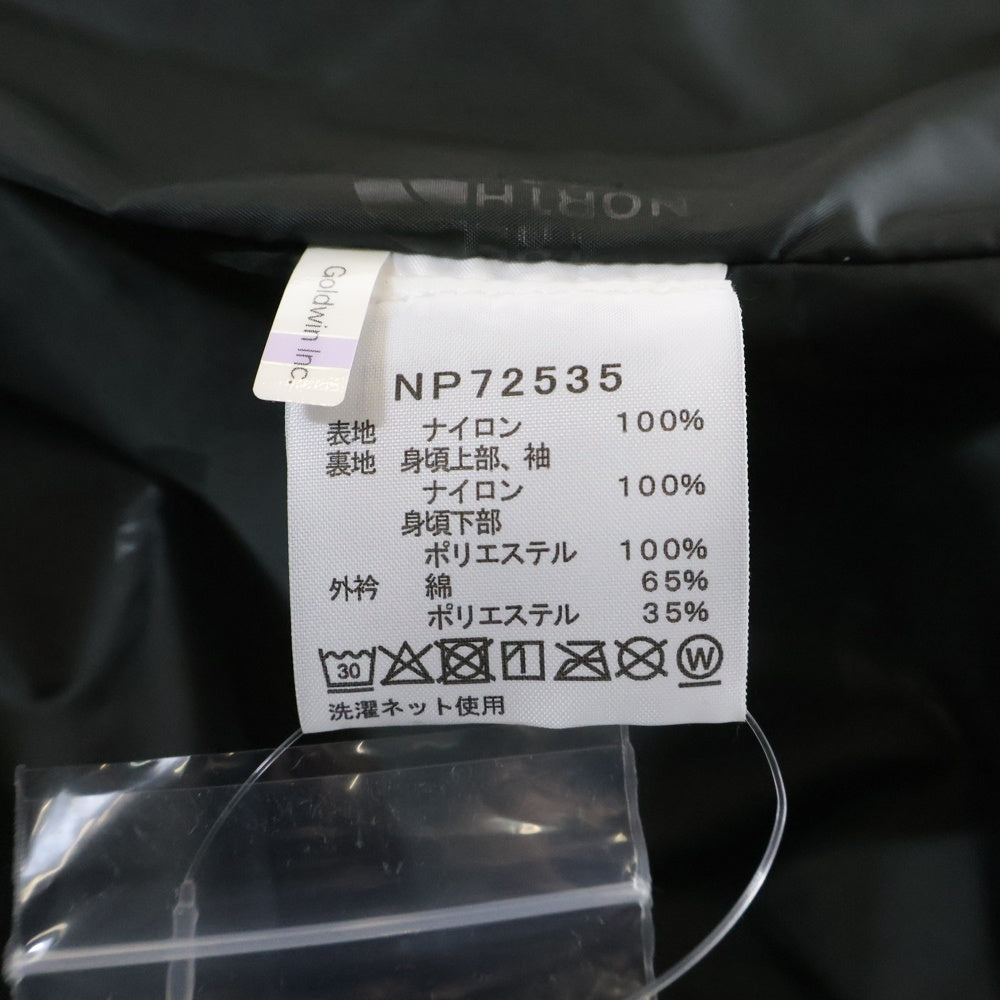 NORTH
Goldwin Inc
NP72535
表地 ナイロン 100%
裏地 身頃上部、袖
ナイロン 100%
身頃下部
ポリエステル 100%
外衿 綿 65%
ポリエステル 35%
30 W
洗濯ネット使用